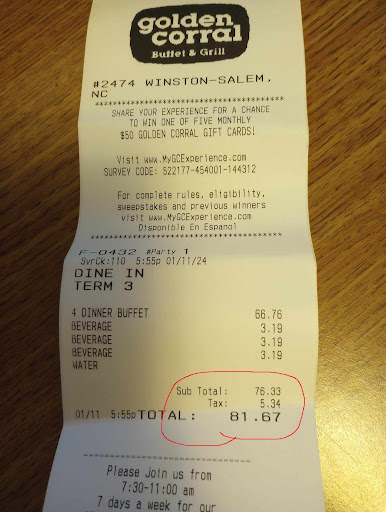 golden
corral
Buffet & Grill
#2474 WINSTON-SALEM,
NC
****************************************
SHARE YOUR EXPERIENCE FOR A CHANCE
TO WIN ONE OF FIVE MONTHLY
$50 GOLDEN CORRAL GIFT CARDS!
Visit www.MyGCExperience.com
SURVEY CODE: 522177-454001-144312
For complete rules, eligibility,
sweepstakes and previous winners
visit www.MyGCExperience.com
Disponible En Espanol
****************************************
F-0432 #Party 1
SvrCk:110 5:55p 01/11/24
DINE IN
TERM 3
4 DINNER BUFFET 66.76
BEVERAGE 3.19
BEVERAGE 3.19
BEVERAGE 3.19
WATER
Sub Total: 76.33
Tax: 5.34
01/11 5:55pTOTAL: 81.67
Please Join us from
7:30-11:00 am
7 days a week for our